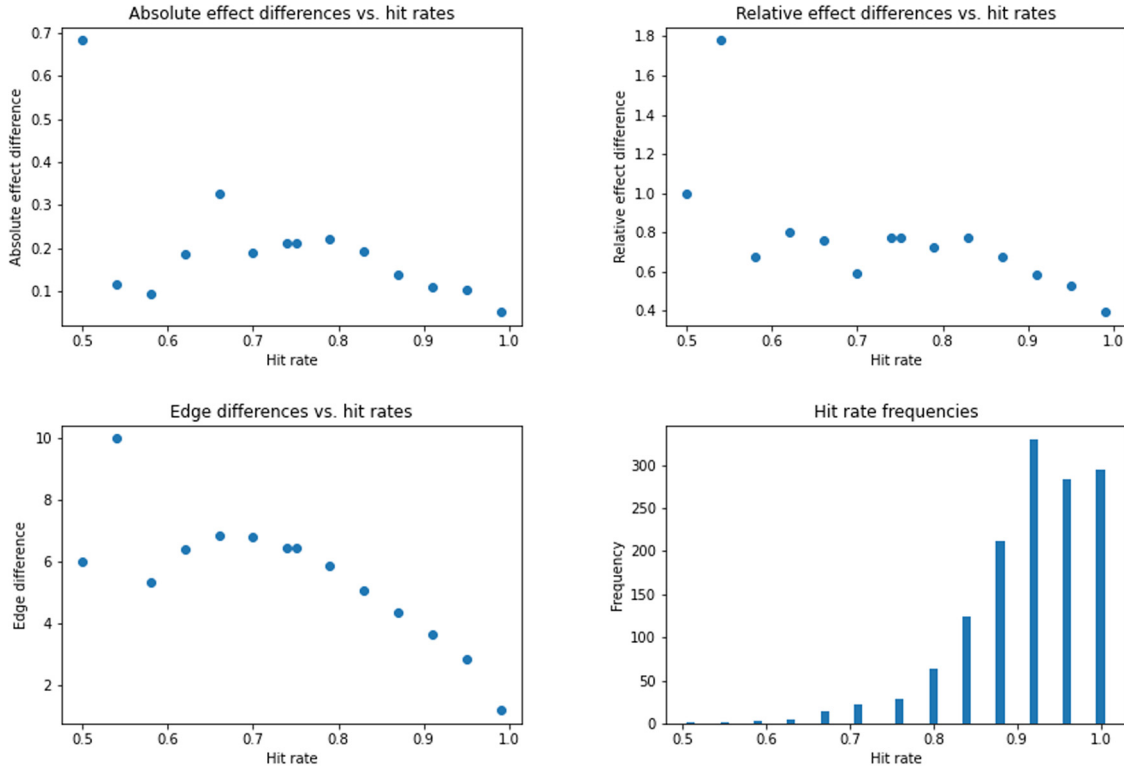 Absolute effect differences vs. hit rates
Absolute effect difference
0.7
0.6
0.5
0.4
0.3
0.2
0.1
0.5 0.6 0.7 0.8 0.9 1.0
Hit rate
Relative effect differences vs. hit rates
Relative effect difference
1.8
1.6
1.4
1.2
1.0
0.8
0.6
0.4
0.5 0.6 0.7 0.8 0.9 1.0
Hit rate
Edge differences vs. hit rates
Edge difference
10
8
6
4
2
0.5 0.6 0.7 0.8 0.9 1.0
Hit rate
Hit rate frequencies
Frequency
300
250
200
150
100
50
0
0.5 0.6 0.7 0.8 0.9 1.0
Hit rate